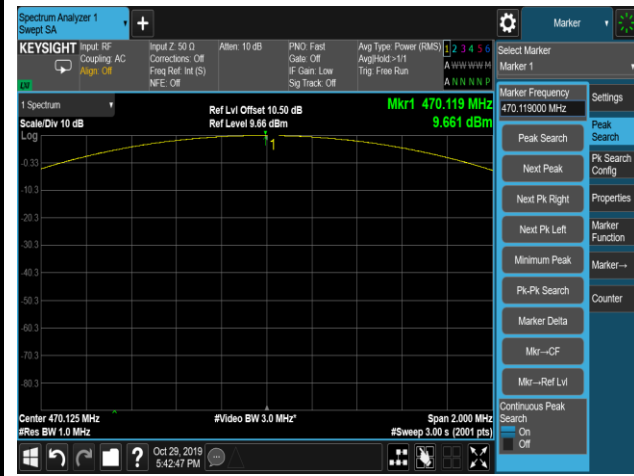 Spectrum Analyzer 1
Swept SA
Marker
KEYSIGHT
Input: RF
Coupling: AC
Align: Off
Input Z: 50 Ω
Corrections: Off
Freq Ref: Int (S)
NFE: Off
Atten: 10 dB
PNO: Fast
Gate: Off
IF Gain: Low
Sig Track: Off
Avg Type: Power (RMS)
Avg|Hold:>1/1
Trig: Free Run
1 2 3 4 5 6
A W W W W M
A N N N N P
Select Marker
Marker 1
1 Spectrum
Scale/Div 10 dB
Ref Lvl Offset 10.50 dB
Ref Level 9.66 dBm
Mkr1 470.119 MHz
9.661 dBm
Log
1
-0.33
-10.3
-20.3
-30.3
-40.3
-50.3
-60.3
-70.3
-80.3
Center 470.125 MHz
#Res BW 1.0 MHz
#Video BW 3.0 MHz*
Span 2.000 MHz
#Sweep 3.00 s (2001 pts)
Marker Frequency
470.119000 MHz
Peak Search
Next Peak
Next Pk Right
Next Pk Left
Minimum Peak
Pk-Pk Search
Marker Delta
Mkr→CF
Mkr→Ref Lvl
Continuous Peak
Search
On
Off
Settings
Peak
Search
Pk Search
Config
Properties
Marker
Function
Marker→
Counter
?
Oct 29, 2019
5:42:47 PM